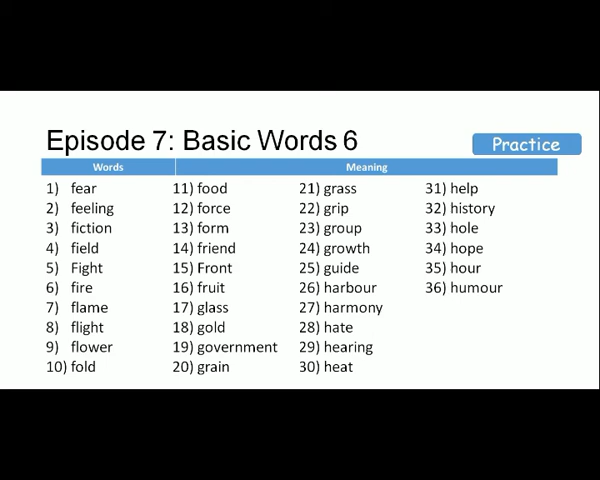 Episode 7: Basic Words 6
Practice
Words Meaning
1) fear
2) feeling
3) fiction
4) field
5) Fight
6) fire
7) flame
8) flight
9) flower
10) fold
11) food
12) force
13) form
14) friend
15) Front
16) fruit
17) glass
18) gold
19) government
20) grain
21) grass
22) grip
23) group
24) growth
25) guide
26) harbour
27) harmony
28) hate
29) hearing
30) heat
31) help
32) history
33) hole
34) hope
35) hour
36) humour